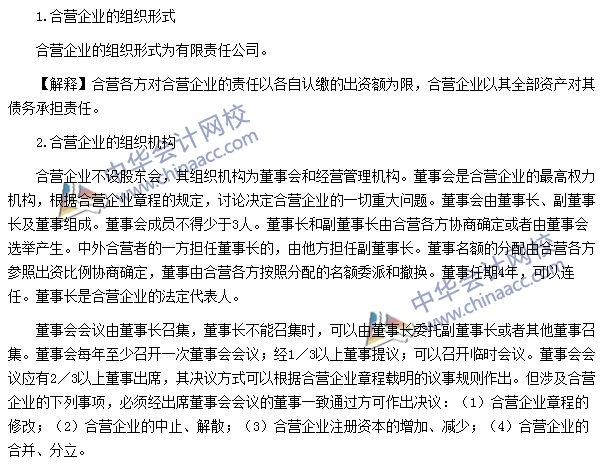 1.合营企业的组织形式
合营企业的组织形式为有限责任公司。
【解释】合营各方对合营企业的责任以各自认缴的出资额为限，合营企业以其全部资产对其
债务承担责任。
2.合营企业的组织机构
合营企业不设股东会，其组织机构为董事会和经营管理机构。董事会是合营企业的最高权力
机构，根据合营企业章程的规定，讨论决定合营企业的一切重大问题。董事会由董事长、副董事
长及董事组成。董事会成员不得少于3人。董事长和副董事长由合营各方协商确定或者由董事会
选举产生。中外合营者的一方担任董事长的，由他方担任副董事长。董事名额的分配由合营各方
参照出资比例协商确定，董事由合营各方按照分配的名额委派和撤换。董事任期4年，可以连
任。董事长是合营企业的法定代表人。
董事会会议由董事长召集，董事长不能召集时，可以由董事长委托副董事长或者其他董事召
集。董事会每年至少召开一次董事会会议；经1／3以上董事提议；可以召开临时会议。董事会会
议应有2／3以上董事出席，其决议方式可以根据合营企业章程载明的议事规则作出。但涉及合营
企业的下列事项，必须经出席董事会会议的董事一致通过方可作出决议：（1）合营企业章程的
修改；（2）合营企业的中止、解散；（3）合营企业注册资本的增加、减少；（4）合营企业的
合并、分立。
中华会计网校
www.chinaacc.com
中华会计网校
www.chinaacc.com